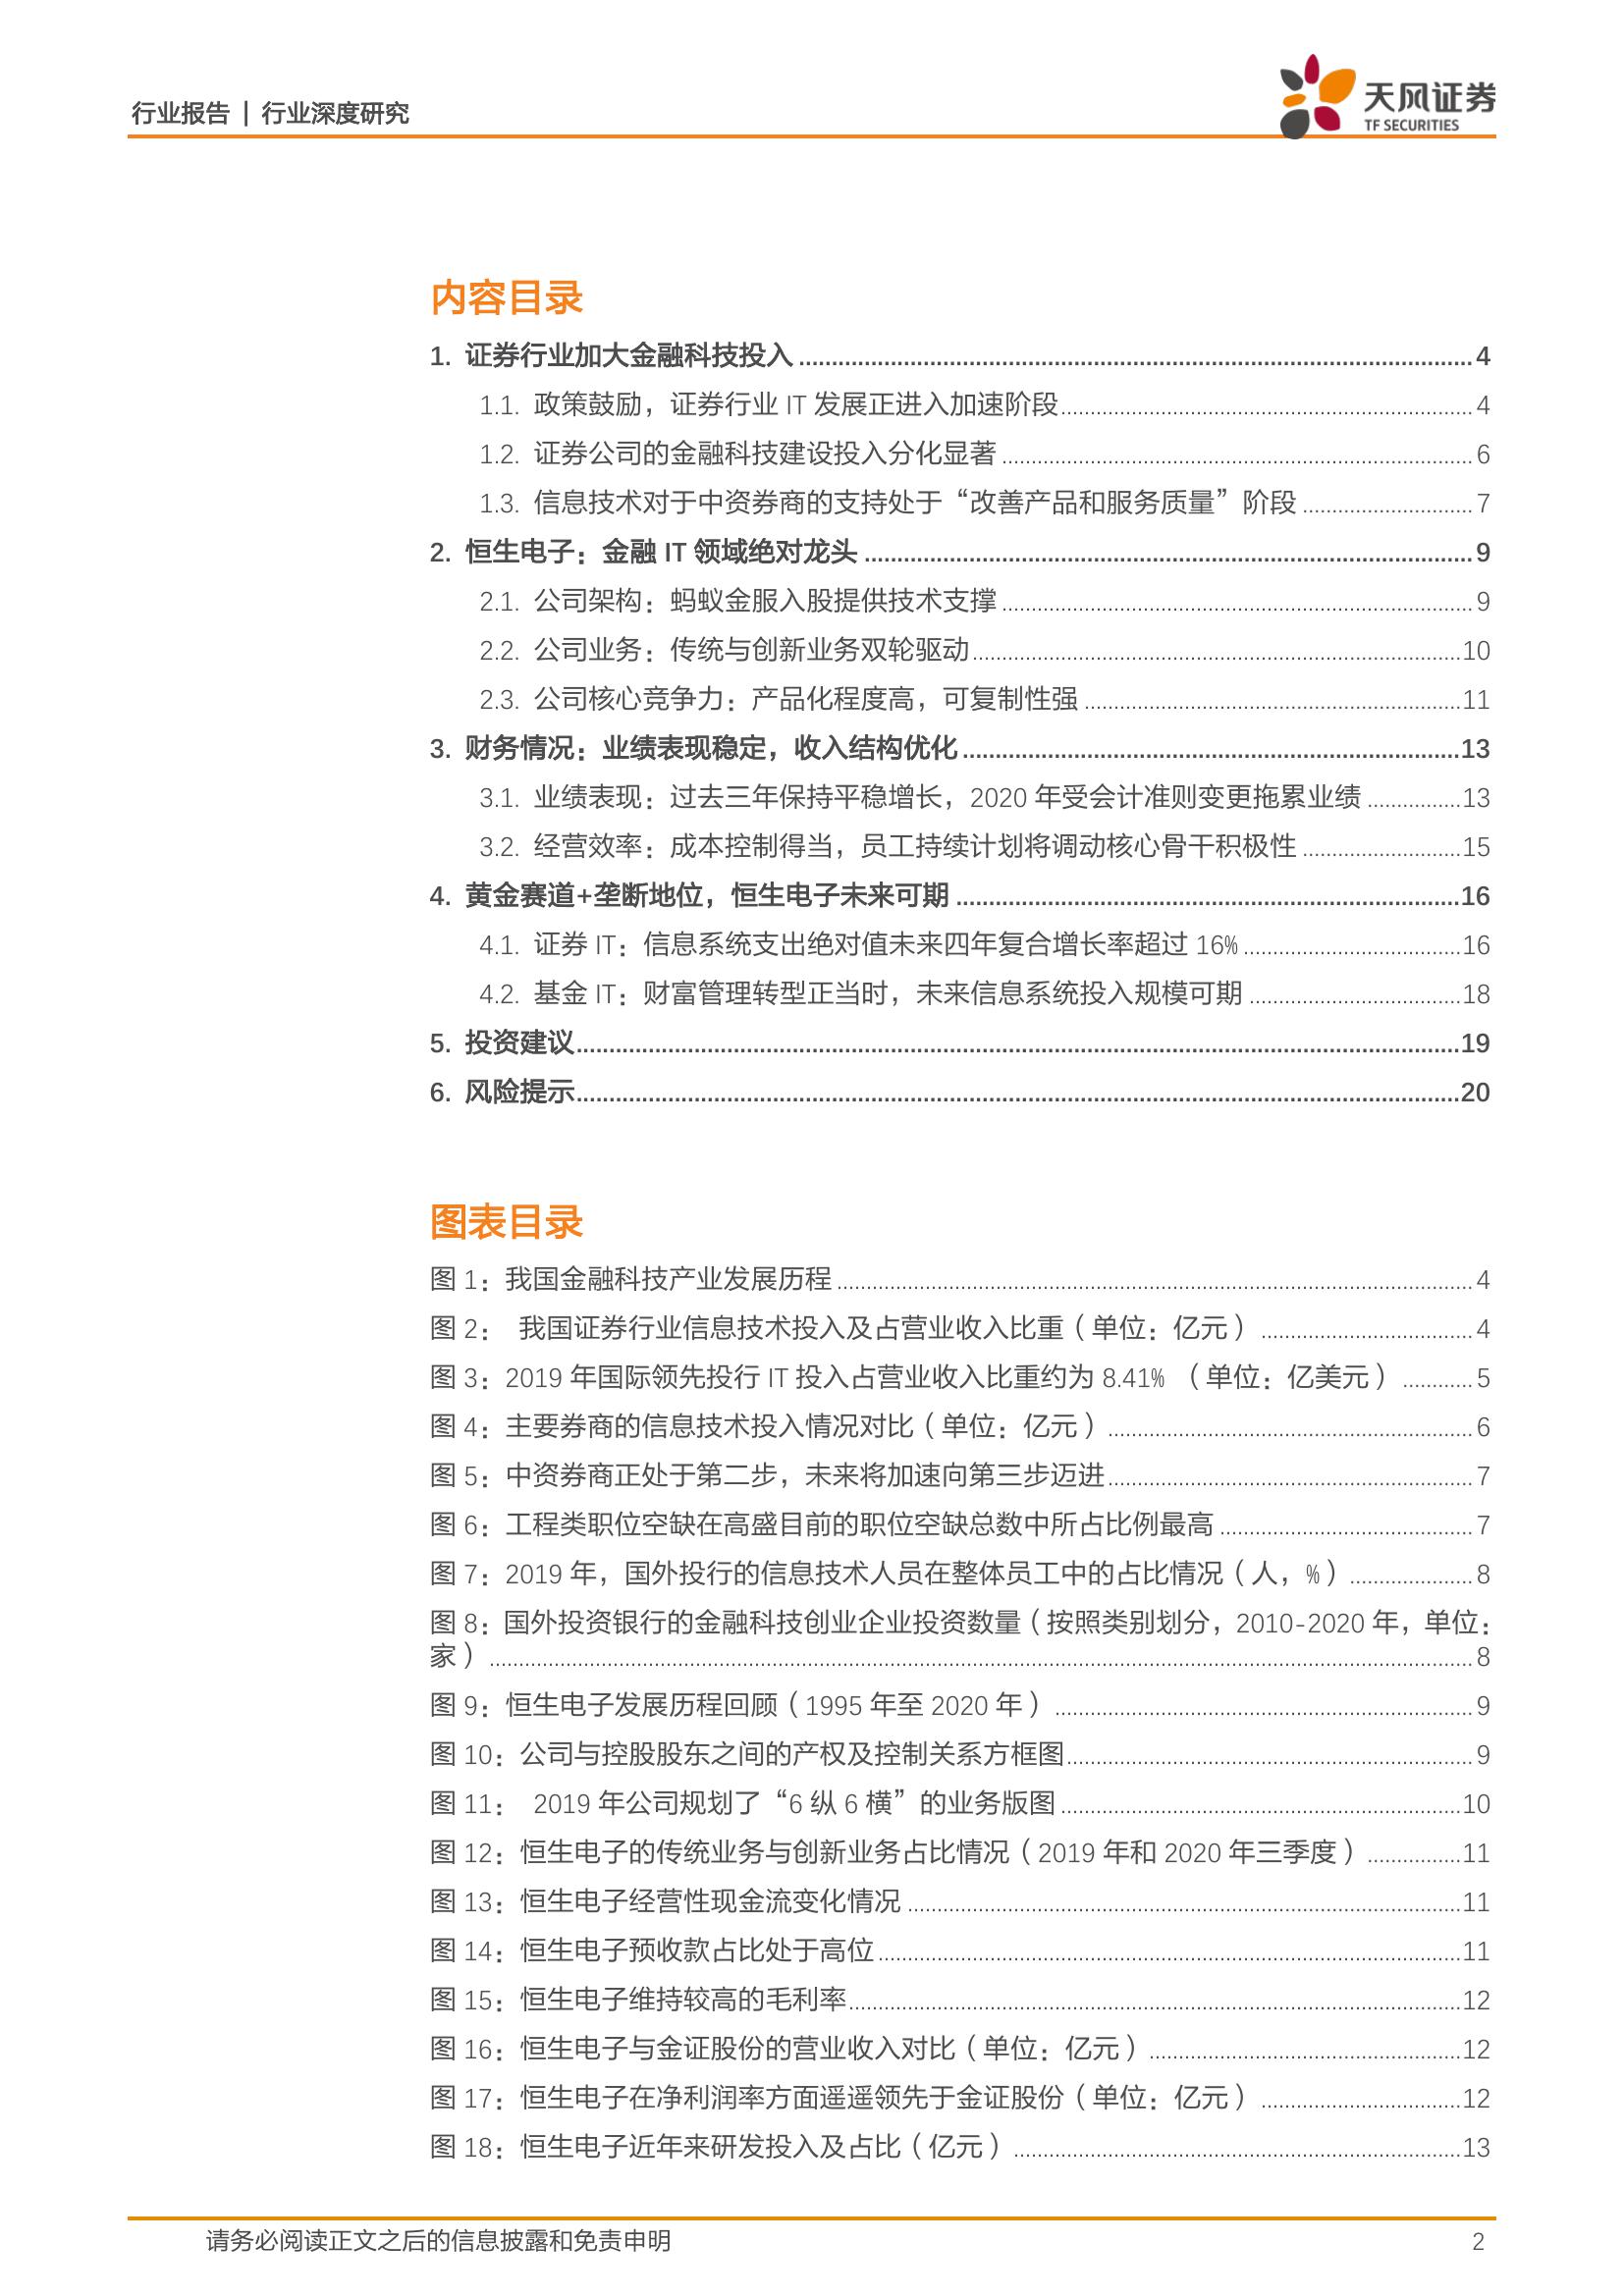 行业报告 | 行业深度研究
天风证券
TF SECURITIES
内容目录
1. 证券行业加大金融科技投入 4
1.1. 政策鼓励，证券行业 IT 发展正进入加速阶段 4
1.2. 证券公司的金融科技建设投入分化显著 6
1.3. 信息技术对于中资券商的支持处于“改善产品和服务质量”阶段 7
2. 恒生电子：金融 IT 领域绝对龙头 9
2.1. 公司架构：蚂蚁金服入股提供技术支撑 9
2.2. 公司业务：传统与创新业务双轮驱动 10
2.3. 公司核心竞争力：产品化程度高，可复制性强 11
3. 财务情况：业绩表现稳定，收入结构优化 13
3.1. 业绩表现：过去三年保持平稳增长，2020 年受会计准则变更拖累业绩 13
3.2. 经营效率：成本控制得当，员工持续计划将调动核心骨干积极性 15
4. 黄金赛道+垄断地位，恒生电子未来可期 16
4.1. 证券 IT：信息系统支出绝对值未来四年复合增长率超过 16% 16
4.2. 基金 IT：财富管理转型正当时，未来信息系统投入规模可期 18
5. 投资建议 19
6. 风险提示 20
图表目录
图 1：我国金融科技产业发展历程 4
图 2： 我国证券行业信息技术投入及占营业收入比重（单位：亿元） 4
图 3：2019 年国际领先投行 IT 投入占营业收入比重约为 8.41% （单位：亿美元） 5
图 4：主要券商的信息技术投入情况对比（单位：亿元） 6
图 5：中资券商正处于第二步，未来将加速向第三步迈进 7
图 6：工程类职位空缺在高盛目前的职位空缺总数中所占比例最高 7
图 7：2019 年，国外投行的信息技术人员在整体员工中的占比情况（人，%） 8
图 8：国外投资银行的金融科技创业企业投资数量（按照类别划分，2010-2020 年，单位：
家） 8
图 9：恒生电子发展历程回顾（1995 年至 2020 年） 9
图 10：公司与控股股东之间的产权及控制关系方框图 9
图 11： 2019 年公司规划了“6 纵 6 横”的业务版图 10
图 12：恒生电子的传统业务与创新业务占比情况（2019 年和 2020 年三季度） 11
图 13：恒生电子经营性现金流变化情况 11
图 14：恒生电子预收款占比处于高位 11
图 15：恒生电子维持较高的毛利率 12
图 16：恒生电子与金证股份的营业收入对比（单位：亿元） 12
图 17：恒生电子在净利润率方面遥遥领先于金证股份（单位：亿元） 12
图 18：恒生电子近年来研发投入及占比（亿元） 13
请务必阅读正文之后的信息披露和免责申明 2